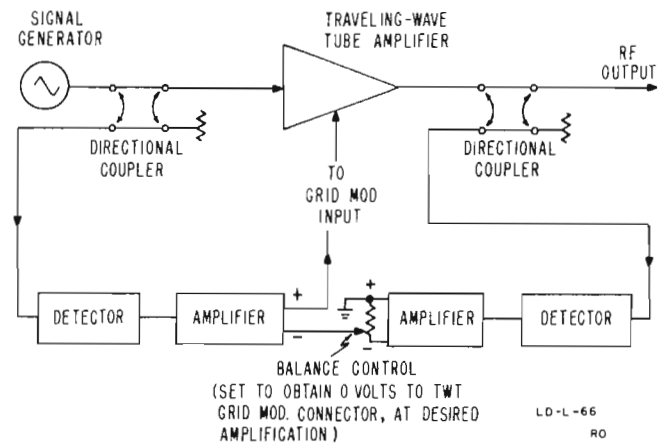 SIGNAL
GENERATOR
TRAVELING-WAVE
TUBE AMPLIFIER
RF
OUTPUT
DIRECTIONAL
COUPLER
DIRECTIONAL
COUPLER
TO
GRID MOD
INPUT
DETECTOR
AMPLIFIER
+
−
+
−
AMPLIFIER
DETECTOR
BALANCE CONTROL
(SET TO OBTAIN 0 VOLTS TO TWT
GRID MOD. CONNECTOR, AT DESIRED
AMPLIFICATION)
LD-L-66
RO